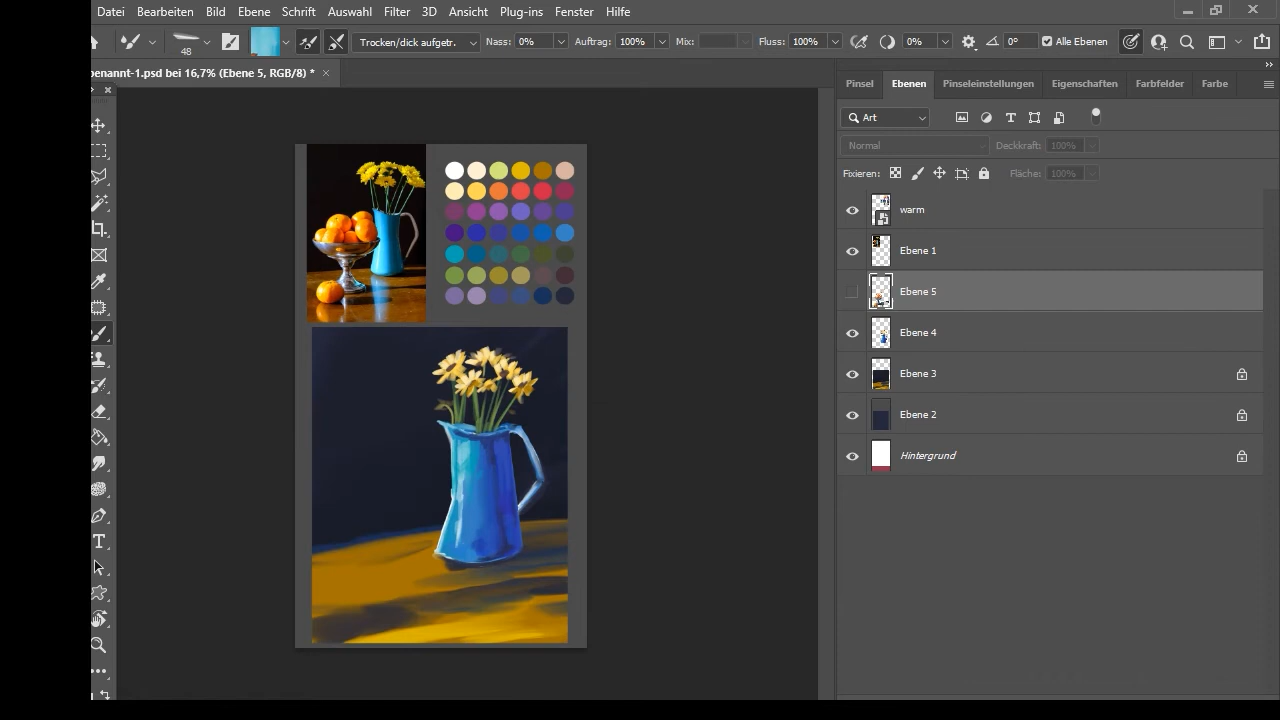 Datei Bearbeiten Bild Ebene Schrift Auswahl Filter 3D Ansicht Plug-ins Fenster Hilfe
48 Trocken/dick aufgetr. Nass: 0% Auftrag: 100% Mix: Fluss: 100% 0% 0° Alle Ebenen
benannt-1.psd bei 16,7% (Ebene 5, RGB/8) *
Pinsel Ebenen Pinseleinstellungen Eigenschaften Farbfelder Farbe
Art
Normal Deckkraft: 100%
Fixieren: Fläche: 100%
warm
Ebene 1
Ebene 5
Ebene 4
Ebene 3
Ebene 2
Hintergrund